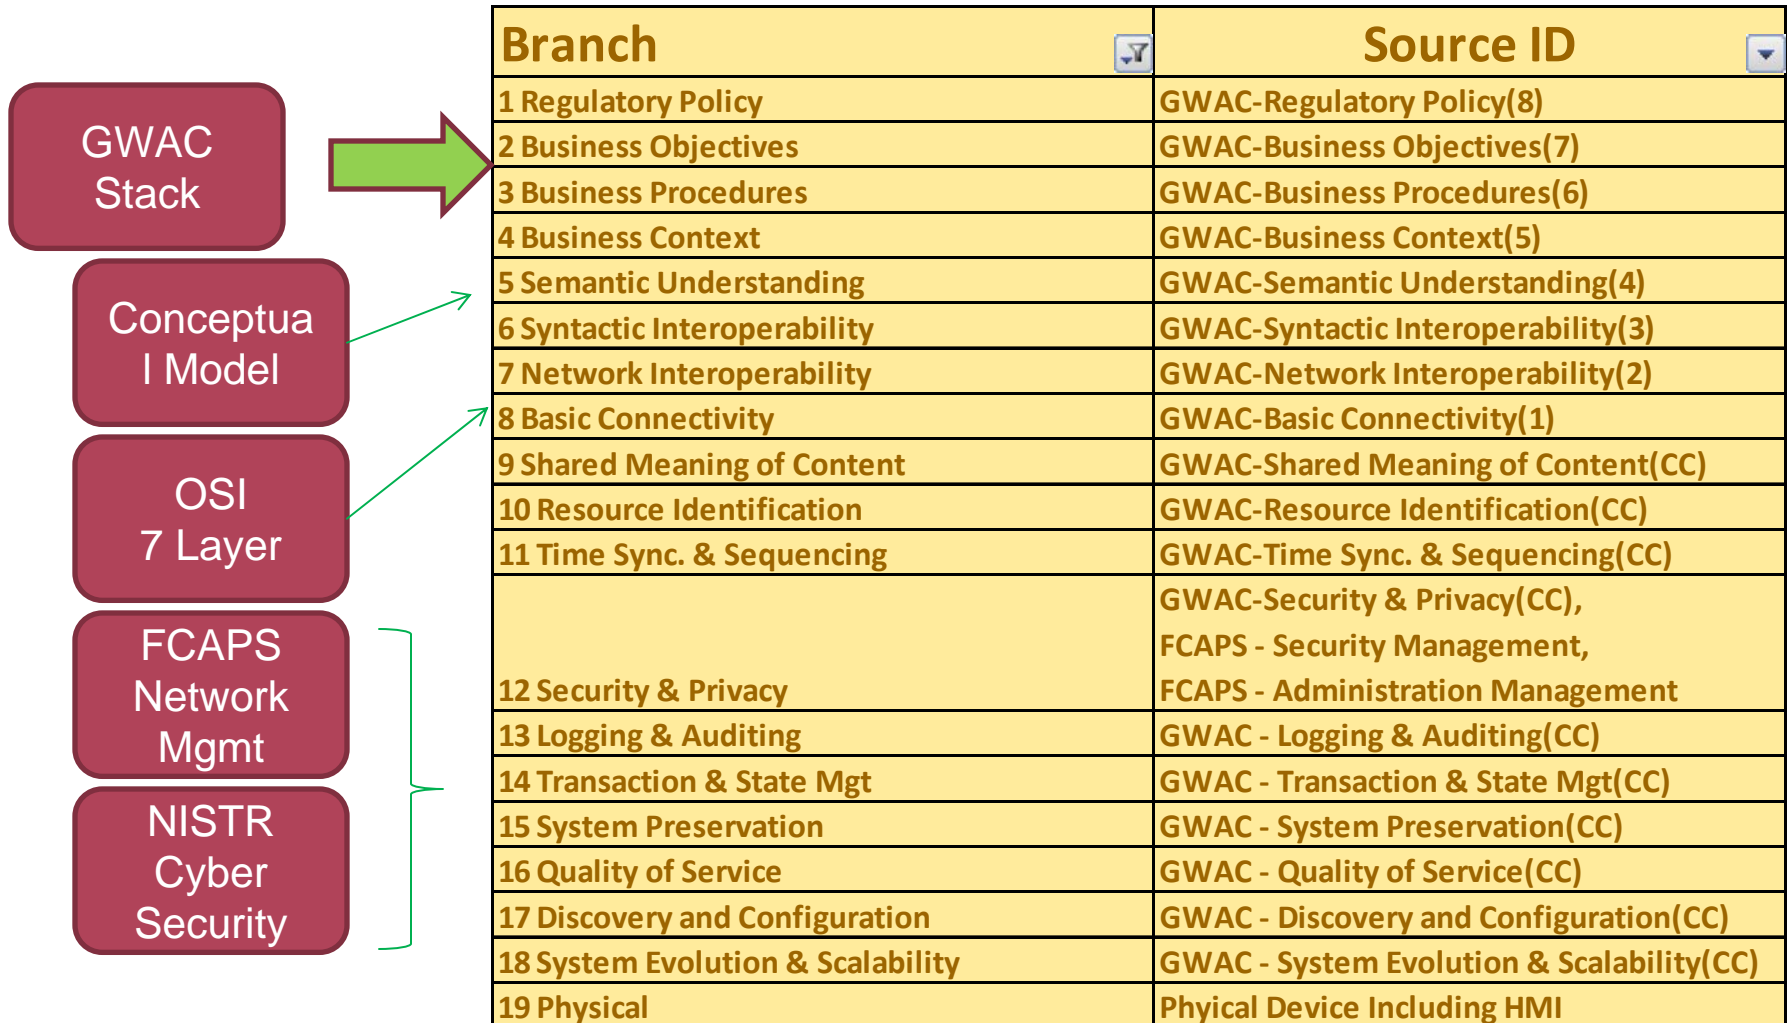 GWAC
Stack
Conceptua
l Model
OSI
7 Layer
FCAPS
Network
Mgmt
NISTR
Cyber
Security
Branch Source ID
1 Regulatory Policy GWAC-Regulatory Policy(8)
2 Business Objectives GWAC-Business Objectives(7)
3 Business Procedures GWAC-Business Procedures(6)
4 Business Context GWAC-Business Context(5)
5 Semantic Understanding GWAC-Semantic Understanding(4)
6 Syntactic Interoperability GWAC-Syntactic Interoperability(3)
7 Network Interoperability GWAC-Network Interoperability(2)
8 Basic Connectivity GWAC-Basic Connectivity(1)
9 Shared Meaning of Content GWAC-Shared Meaning of Content(CC)
10 Resource Identification GWAC-Resource Identification(CC)
11 Time Sync. & Sequencing GWAC-Time Sync. & Sequencing(CC)
GWAC-Security & Privacy(CC),
FCAPS - Security Management,
12 Security & Privacy FCAPS - Administration Management
13 Logging & Auditing GWAC - Logging & Auditing(CC)
14 Transaction & State Mgt GWAC - Transaction & State Mgt(CC)
15 System Preservation GWAC - System Preservation(CC)
16 Quality of Service GWAC - Quality of Service(CC)
17 Discovery and Configuration GWAC - Discovery and Configuration(CC)
18 System Evolution & Scalability GWAC - System Evolution & Scalability(CC)
19 Physical Phyical Device Including HMI